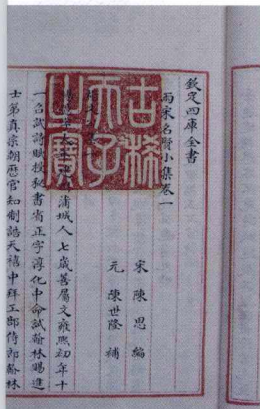 欽定四庫全書
兩宋名賢小集卷一
宋 陳思 編
元 陳世隆 補
蒲城人七歲善屬文雍熙初年十
一召試詩賦授秘書省正字淳化中命試翰林賜進
士第真宗朝歷官知制誥天禧中拜工部侍郎翰林
古稀
天子
之寶